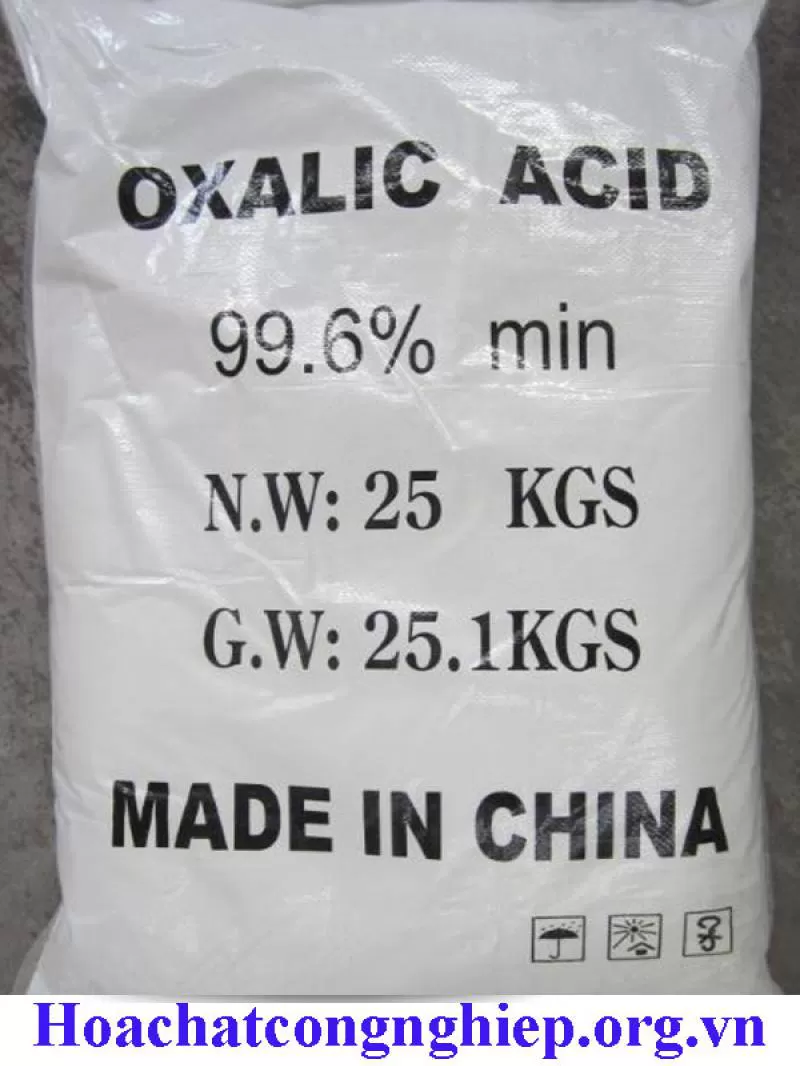 OXALIC ACID
99.6% min
N.W: 25 KGS
G.W: 25.1KGS
MADE IN CHINA
Hoachatcongnghiep.org.vn